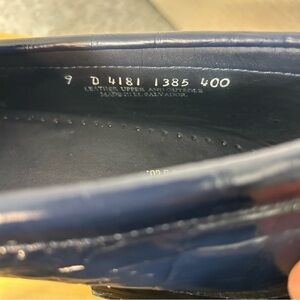 9 D 4181 1385 400
LEATHER UPPER AND OUTSOLE
MADE IN EL SALVADOR